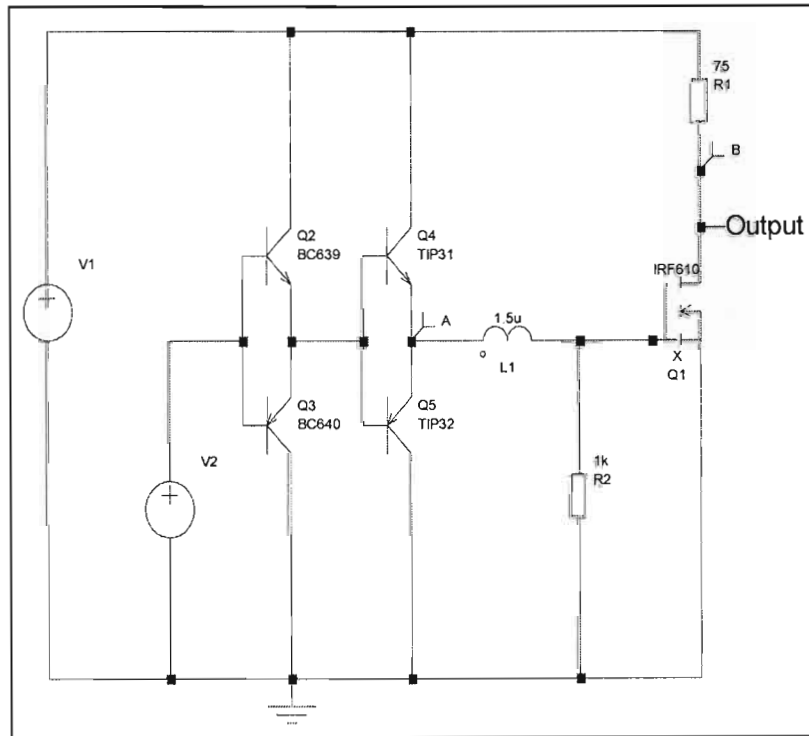 75
R1
B
Output
Q2
BC639
Q4
TIP31
IRF610
V1
A
1.5u
L1
X
Q1
Q3
BC640
Q5
TIP32
V2
1k
R2